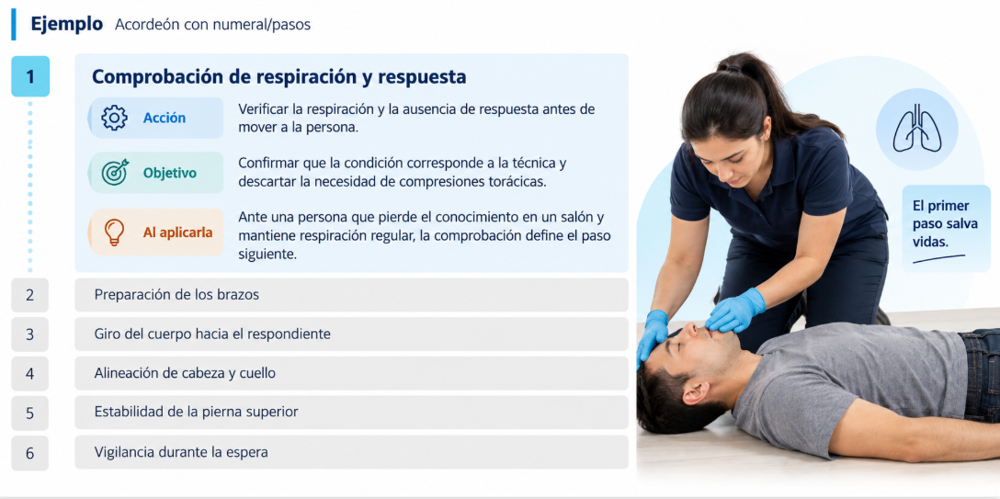 Ejemplo Acordeón con numeral/pasos
1
Comprobación de respiración y respuesta
Acción
Verificar la respiración y la ausencia de respuesta antes de
mover a la persona.
Objetivo
Confirmar que la condición corresponde a la técnica y
descartar la necesidad de compresiones torácicas.
Al aplicarla
Ante una persona que pierde el conocimiento en un salón y
mantiene respiración regular, la comprobación define el paso
siguiente.
El primer
paso salva
vidas.
2 Preparación de los brazos
3 Giro del cuerpo hacia el respondiente
4 Alineación de cabeza y cuello
5 Estabilidad de la pierna superior
6 Vigilancia durante la espera